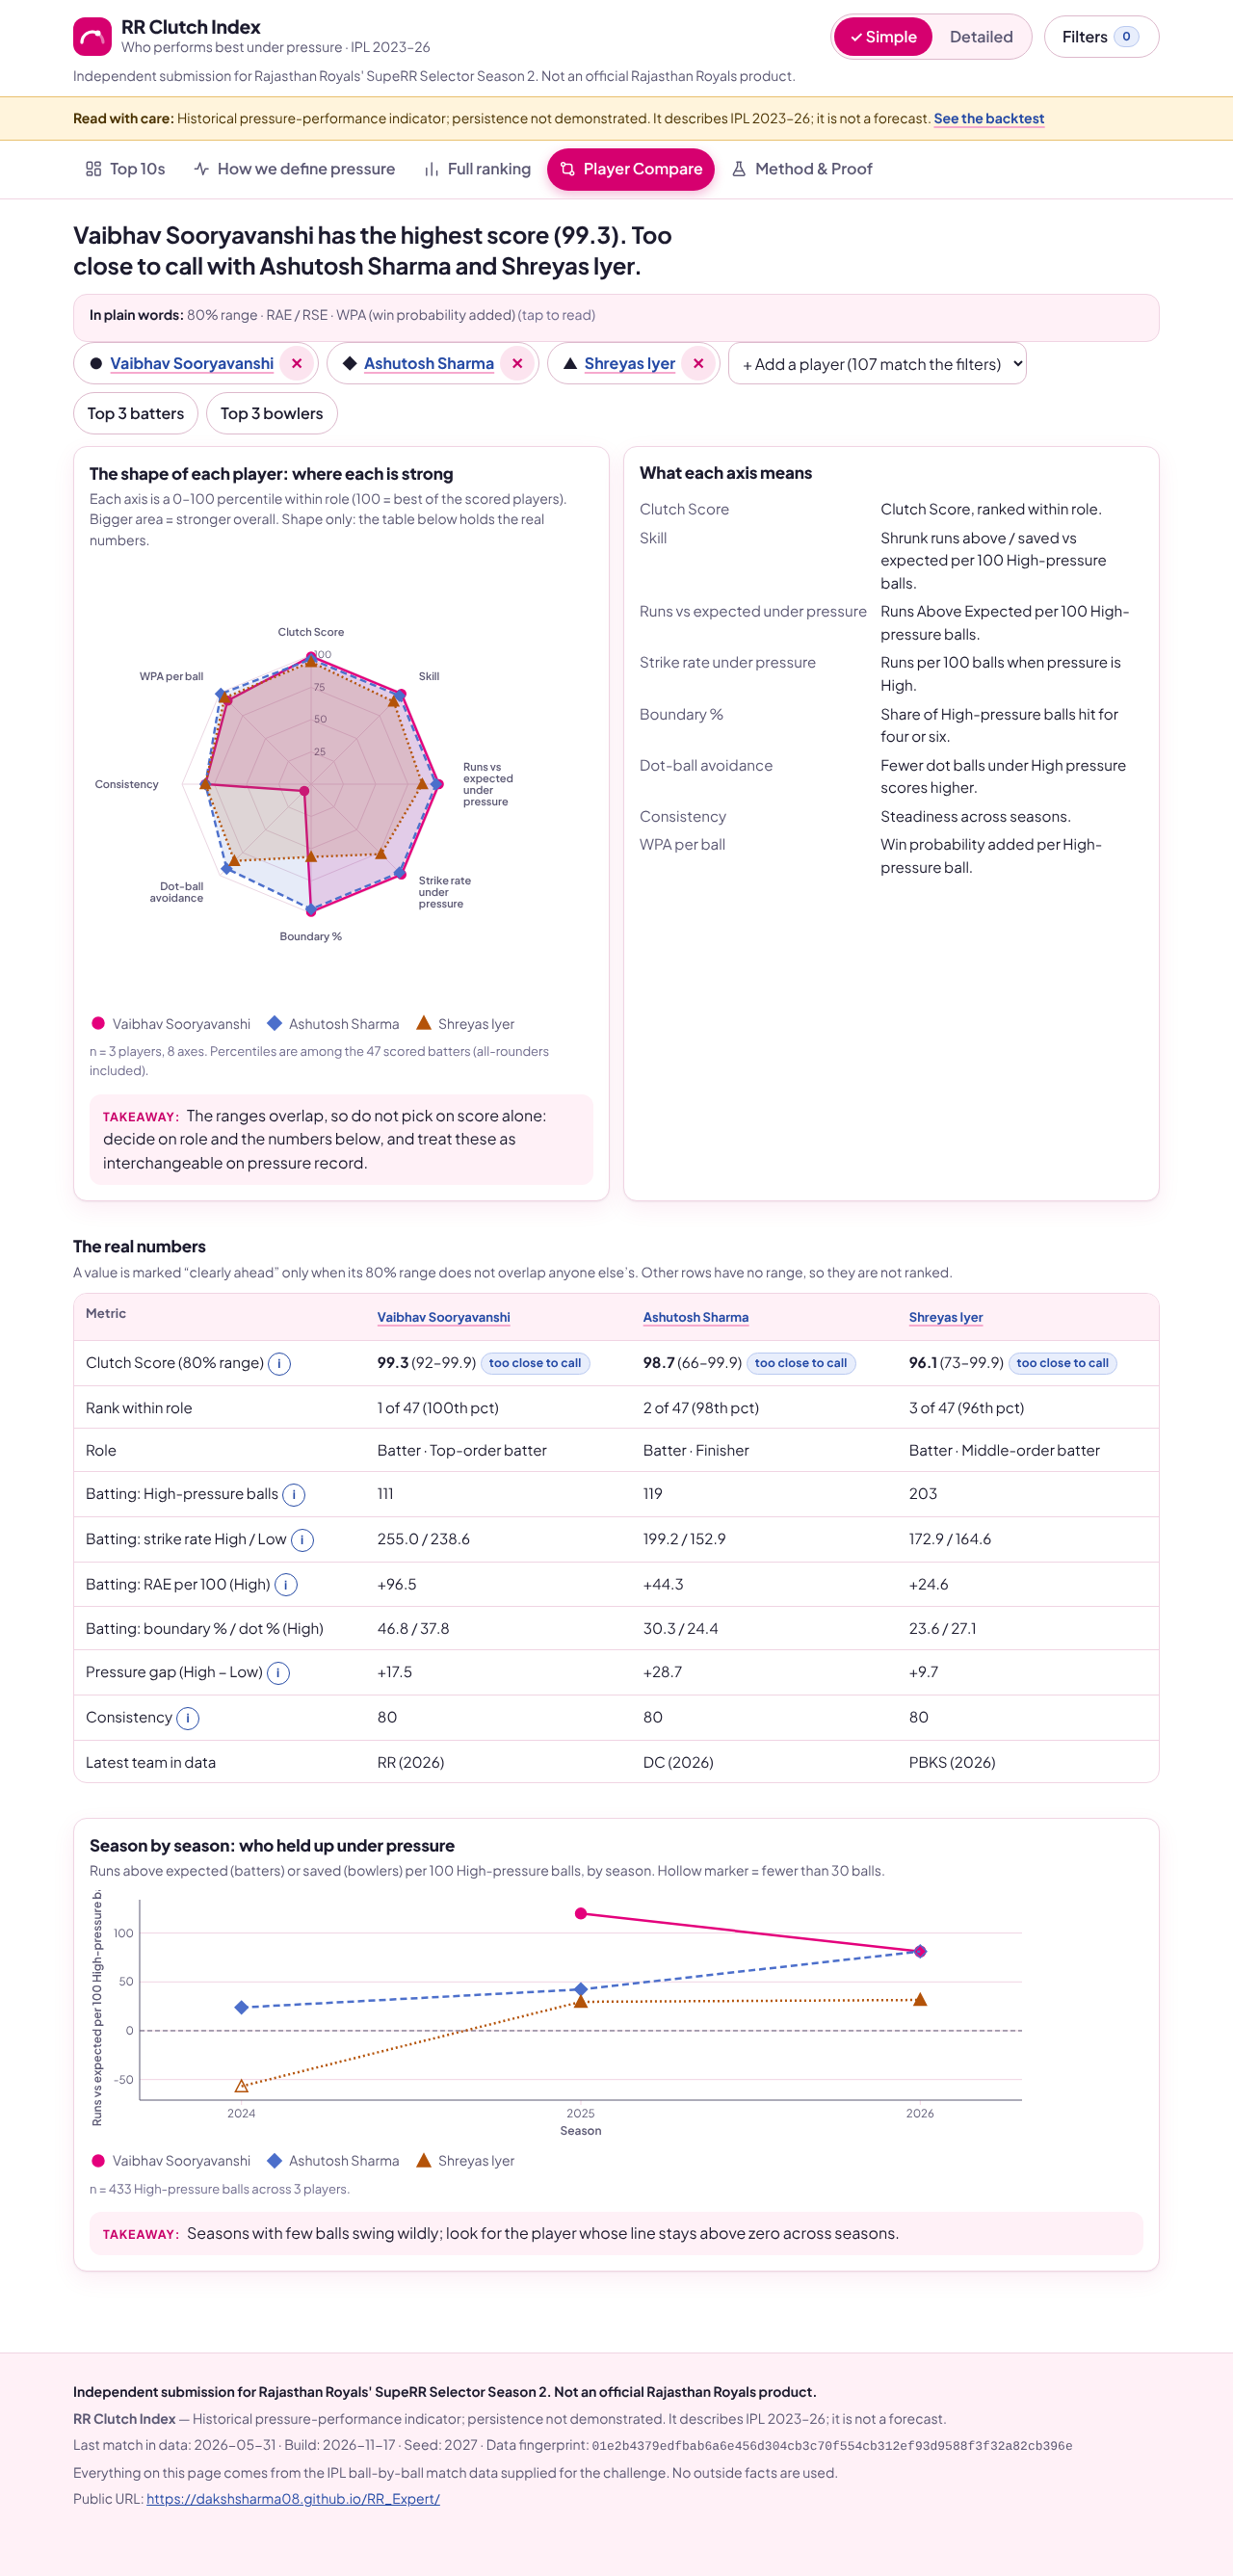 RR Clutch Index
Who performs best under pressure · IPL 2023–26
✓ Simple
Detailed
Filters 0
Independent submission for Rajasthan Royals' SupeRR Selector Season 2. Not an official Rajasthan Royals product.
Read with care: Historical pressure-performance indicator; persistence not demonstrated. It describes IPL 2023–26; it is not a forecast. See the backtest
Top 10s
How we define pressure
Full ranking
Player Compare
Method & Proof
Vaibhav Sooryavanshi has the highest score (99.3). Too
close to call with Ashutosh Sharma and Shreyas Iyer.
In plain words: 80% range · RAE / RSE · WPA (win probability added) (tap to read)
Vaibhav Sooryavanshi ✕
Ashutosh Sharma ✕
Shreyas Iyer ✕
+ Add a player (107 match the filters)
Top 3 batters
Top 3 bowlers
The shape of each player: where each is strong
Each axis is a 0–100 percentile within role (100 = best of the scored players).
Bigger area = stronger overall. Shape only: the table below holds the real
numbers.
Clutch Score
100
WPA per ball
Skill
75
50
25
Consistency
Runs vs
expected
under
pressure
Dot-ball
avoidance
Strike rate
under
pressure
Boundary %
Vaibhav Sooryavanshi
Ashutosh Sharma
Shreyas Iyer
n = 3 players, 8 axes. Percentiles are among the 47 scored batters (all-rounders
included).
TAKEAWAY: The ranges overlap, so do not pick on score alone:
decide on role and the numbers below, and treat these as
interchangeable on pressure record.
What each axis means
Clutch Score
Clutch Score, ranked within role.
Skill
Shrunk runs above / saved vs
expected per 100 High-pressure
balls.
Runs vs expected under pressure
Runs Above Expected per 100 High-
pressure balls.
Strike rate under pressure
Runs per 100 balls when pressure is
High.
Boundary %
Share of High-pressure balls hit for
four or six.
Dot-ball avoidance
Fewer dot balls under High pressure
scores higher.
Consistency
Steadiness across seasons.
WPA per ball
Win probability added per High-
pressure ball.
The real numbers
A value is marked “clearly ahead” only when its 80% range does not overlap anyone else’s. Other rows have no range, so they are not ranked.
Metric Vaibhav Sooryavanshi Ashutosh Sharma Shreyas Iyer
Clutch Score (80% range) i 99.3 (92–99.9) too close to call 98.7 (66–99.9) too close to call 96.1 (73–99.9) too close to call
Rank within role 1 of 47 (100th pct) 2 of 47 (98th pct) 3 of 47 (96th pct)
Role Batter · Top-order batter Batter · Finisher Batter · Middle-order batter
Batting: High-pressure balls i 111 119 203
Batting: strike rate High / Low i 255.0 / 238.6 199.2 / 152.9 172.9 / 164.6
Batting: RAE per 100 (High) i +96.5 +44.3 +24.6
Batting: boundary % / dot % (High) 46.8 / 37.8 30.3 / 24.4 23.6 / 27.1
Pressure gap (High − Low) i +17.5 +28.7 +9.7
Consistency i 80 80 80
Latest team in data RR (2026) DC (2026) PBKS (2026)
Season by season: who held up under pressure
Runs above expected (batters) or saved (bowlers) per 100 High-pressure balls, by season. Hollow marker = fewer than 30 balls.
Runs vs expected per 100 High-pressure b.
100
50
0
-50
2024
2025
2026
Season
Vaibhav Sooryavanshi
Ashutosh Sharma
Shreyas Iyer
n = 433 High-pressure balls across 3 players.
TAKEAWAY: Seasons with few balls swing wildly; look for the player whose line stays above zero across seasons.
Independent submission for Rajasthan Royals' SupeRR Selector Season 2. Not an official Rajasthan Royals product.
RR Clutch Index — Historical pressure-performance indicator; persistence not demonstrated. It describes IPL 2023–26; it is not a forecast.
Last match in data: 2026-05-31 · Build: 2026-11-17 · Seed: 2027 · Data fingerprint: 01e2b4379edfbab6a6e456d304cb3c70f554cb312ef93d9588f3f32a82cb396e
Everything on this page comes from the IPL ball-by-ball match data supplied for the challenge. No outside facts are used.
Public URL: https://dakshsharma08.github.io/RR_Expert/